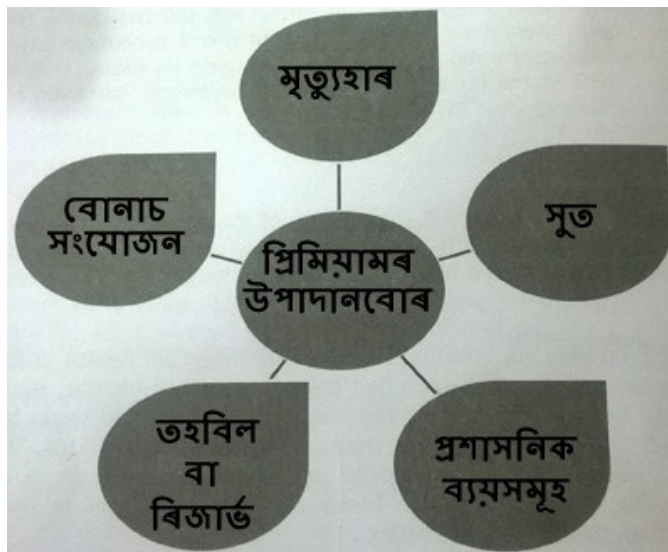 মৃত্যুহাৰ
বোনাচ
সংযোজন
সুত
প্ৰিমিয়ামৰ
উপাদানবোৰ
তহবিল
বা
ৰিজাৰ্ভ
প্ৰশাসনিক
ব্যয়সমূহ